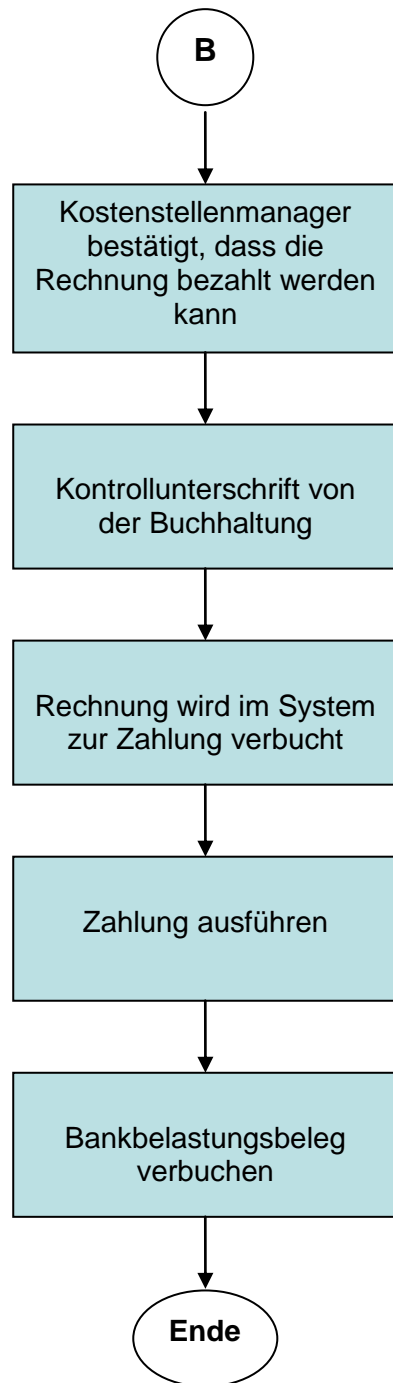 B
Kostenstellenmanager
bestätigt, dass die
Rechnung bezahlt werden
kann
Kontrollunterschrift von
der Buchhaltung
Rechnung wird im System
zur Zahlung verbucht
Zahlung ausführen
Bankbelastungsbeleg
verbuchen
Ende